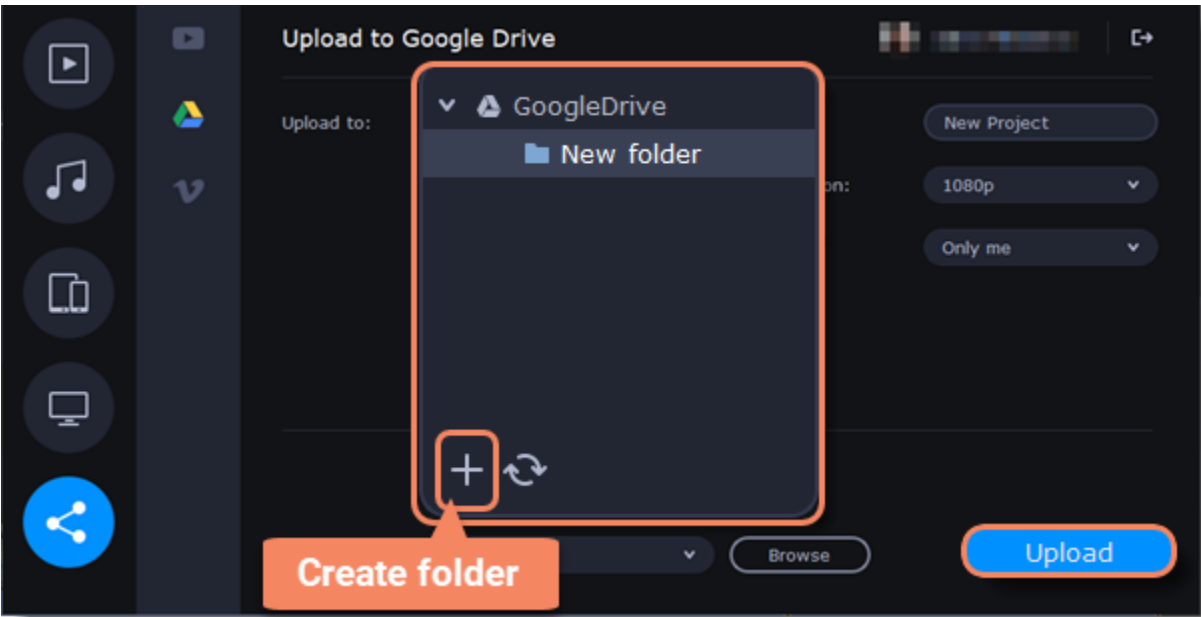 Upload to Google Drive
Upload to:
GoogleDrive
New folder
New Project
on:
1080p
Only me
Create folder
Browse
Upload